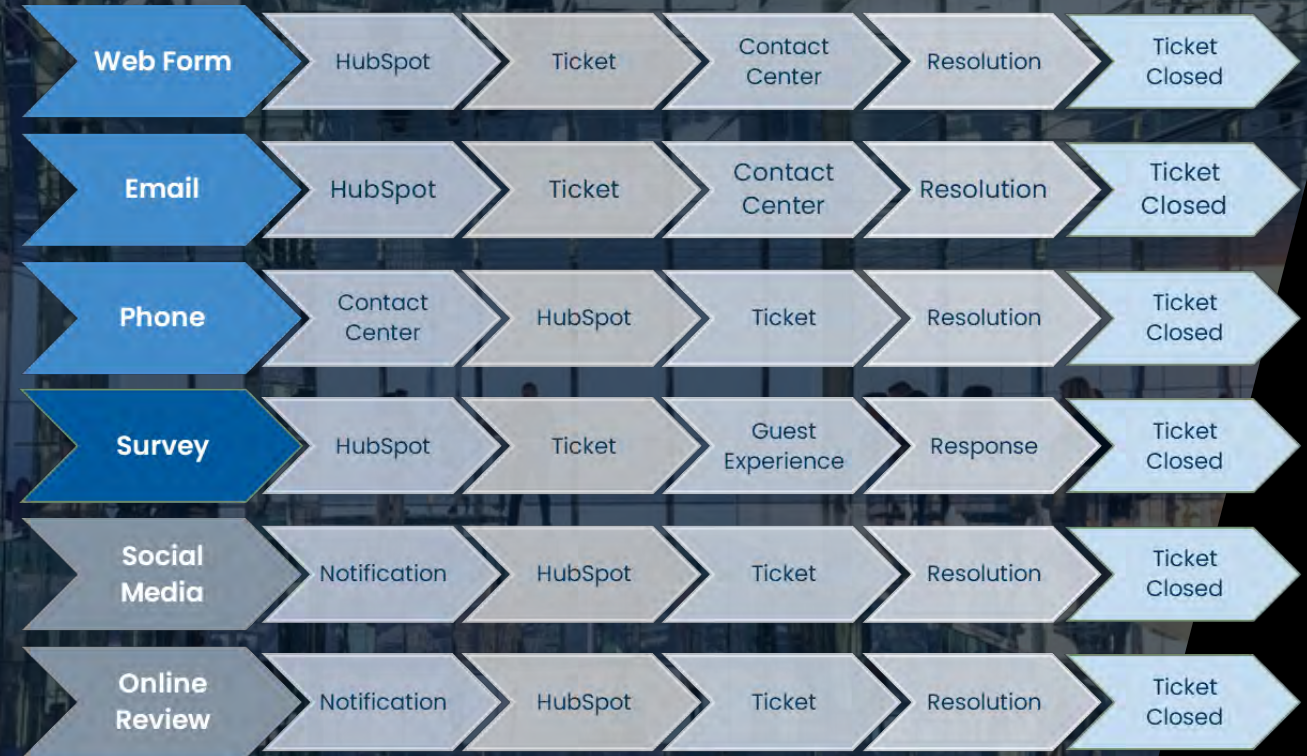 Web Form
HubSpot
Ticket
Contact
Center
Resolution
Ticket
Closed
Email
HubSpot
Ticket
Contact
Center
Resolution
Ticket
Closed
Phone
Contact
Center
HubSpot
Ticket
Resolution
Ticket
Closed
Survey
HubSpot
Ticket
Guest
Experience
Response
Ticket
Closed
Social
Media
Notification
HubSpot
Ticket
Resolution
Ticket
Closed
Online
Review
Notification
HubSpot
Ticket
Resolution
Ticket
Closed